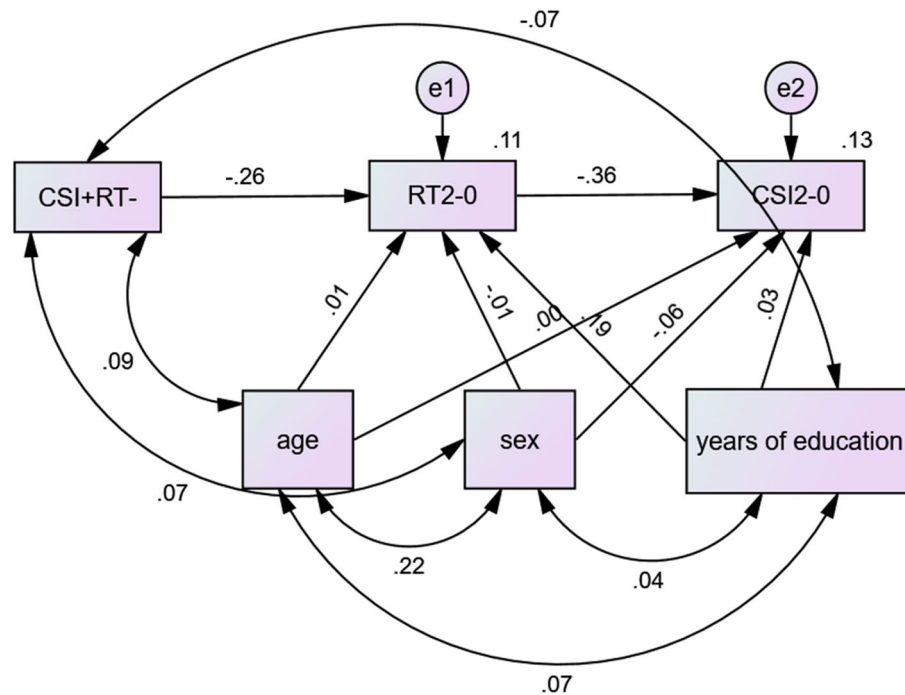 -.07
e1
e2
.11
.13
CSI+RT-
-.26
RT2-0
-.36
CSI2-0
.01
-.01
.00
.19
-.06
.03
.09
age
sex
years of education
.07
.22
.04
.07